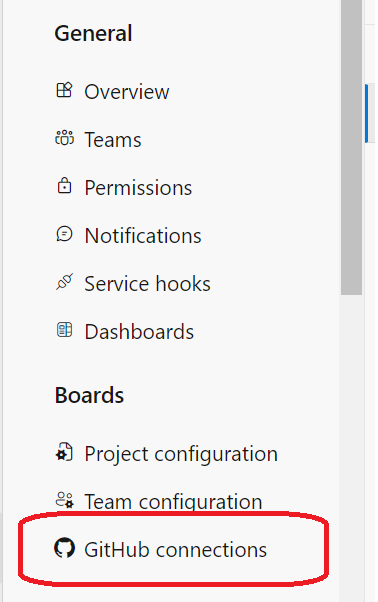 General
Overview
Teams
Permissions
Notifications
Service hooks
Dashboards
Boards
Project configuration
Team configuration
GitHub connections